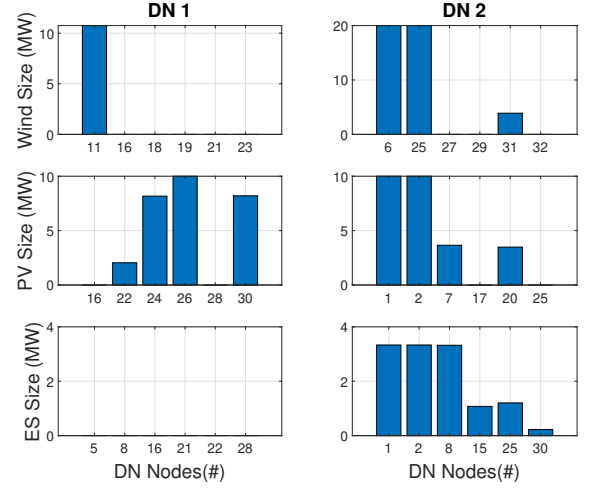 DN 1
DN 2
Wind Size (MW)
10
5
0
11 16 18 19 21 23
20
10
0
6 25 27 29 31 32
PV Size (MW)
10
5
0
16 22 24 26 28 30
10
5
0
1 2 7 17 20 25
ES Size (MW)
4
2
0
5 8 16 21 22 28
DN Nodes(#)
4
2
0
1 2 8 15 25 30
DN Nodes(#)